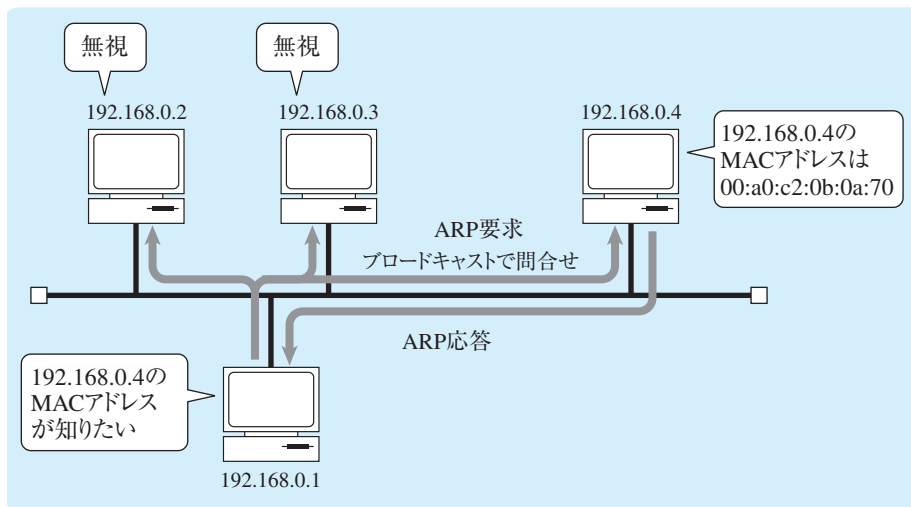 無視
無視
192.168.0.2
192.168.0.3
192.168.0.4
192.168.0.4の
MACアドレスは
00:a0:c2:0b:0a:70
ARP要求
ブロードキャストで問合せ
ARP応答
192.168.0.4の
MACアドレス
が知りたい
192.168.0.1